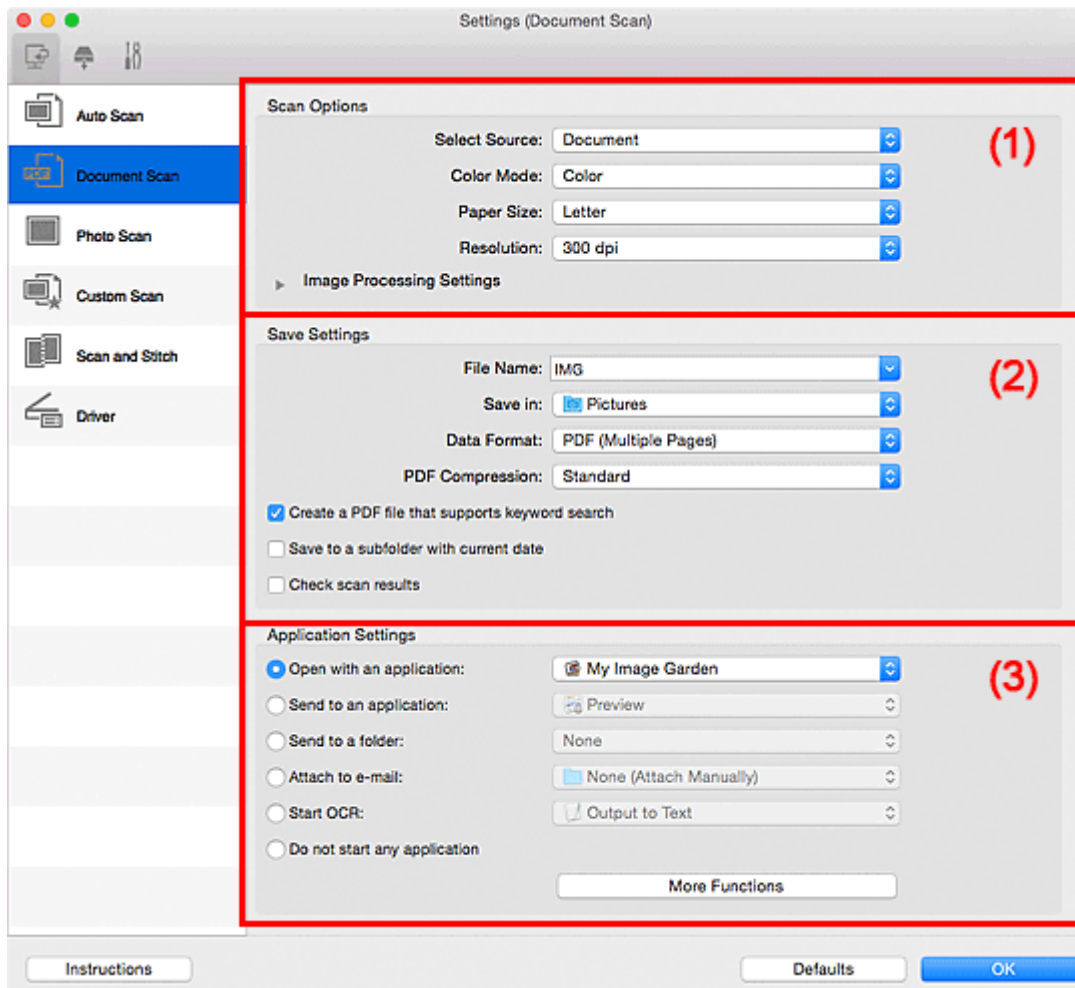 Settings (Document Scan)
Auto Scan
Document Scan
Photo Scan
Custom Scan
Scan and Stitch
Driver
Scan Options
(1)
Select Source: Document
Color Mode: Color
Paper Size: Letter
Resolution: 300 dpi
Image Processing Settings
Save Settings
(2)
File Name: IMG
Save in: Pictures
Data Format: PDF (Multiple Pages)
PDF Compression: Standard
Create a PDF file that supports keyword search
Save to a subfolder with current date
Check scan results
Application Settings
(3)
Open with an application: My Image Garden
Send to an application: Preview
Send to a folder: None
Attach to e-mail: None (Attach Manually)
Start OCR: Output to Text
Do not start any application
More Functions
Instructions Defaults OK